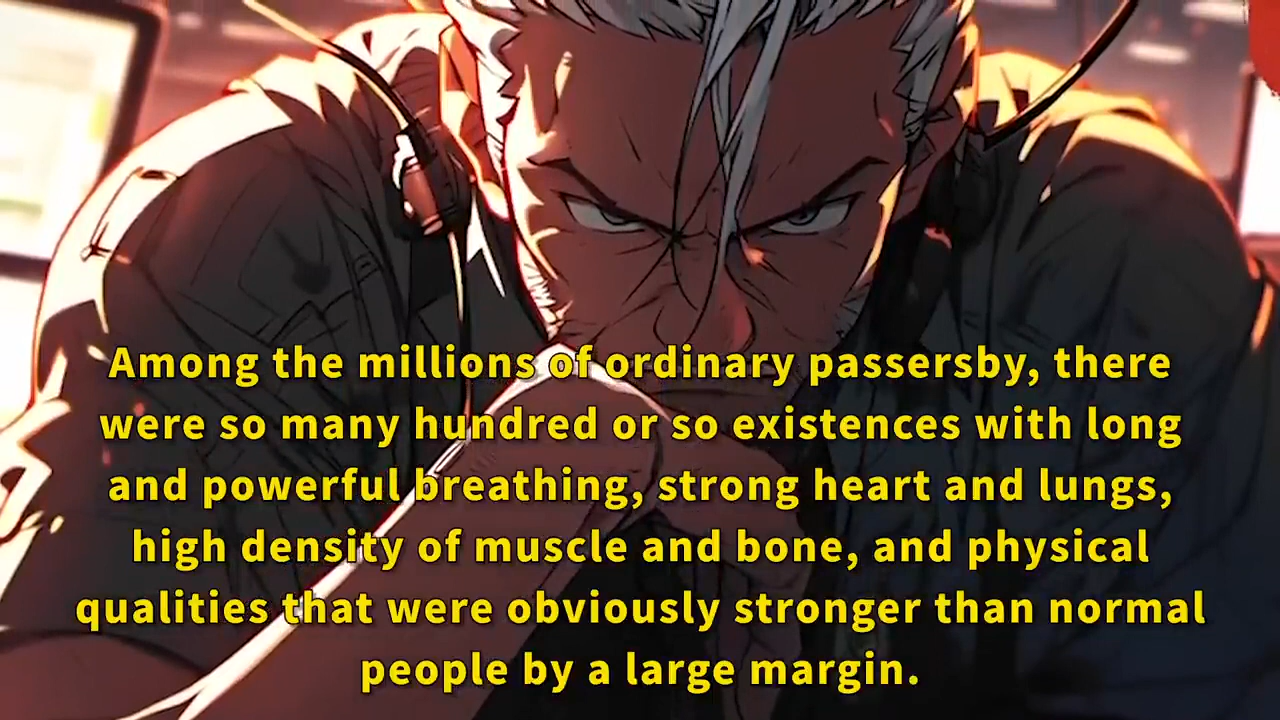 Among the millions of ordinary passersby, there
were so many hundred or so existences with long
and powerful breathing, strong heart and lungs,
high density of muscle and bone, and physical
qualities that were obviously stronger than normal
people by a large margin.